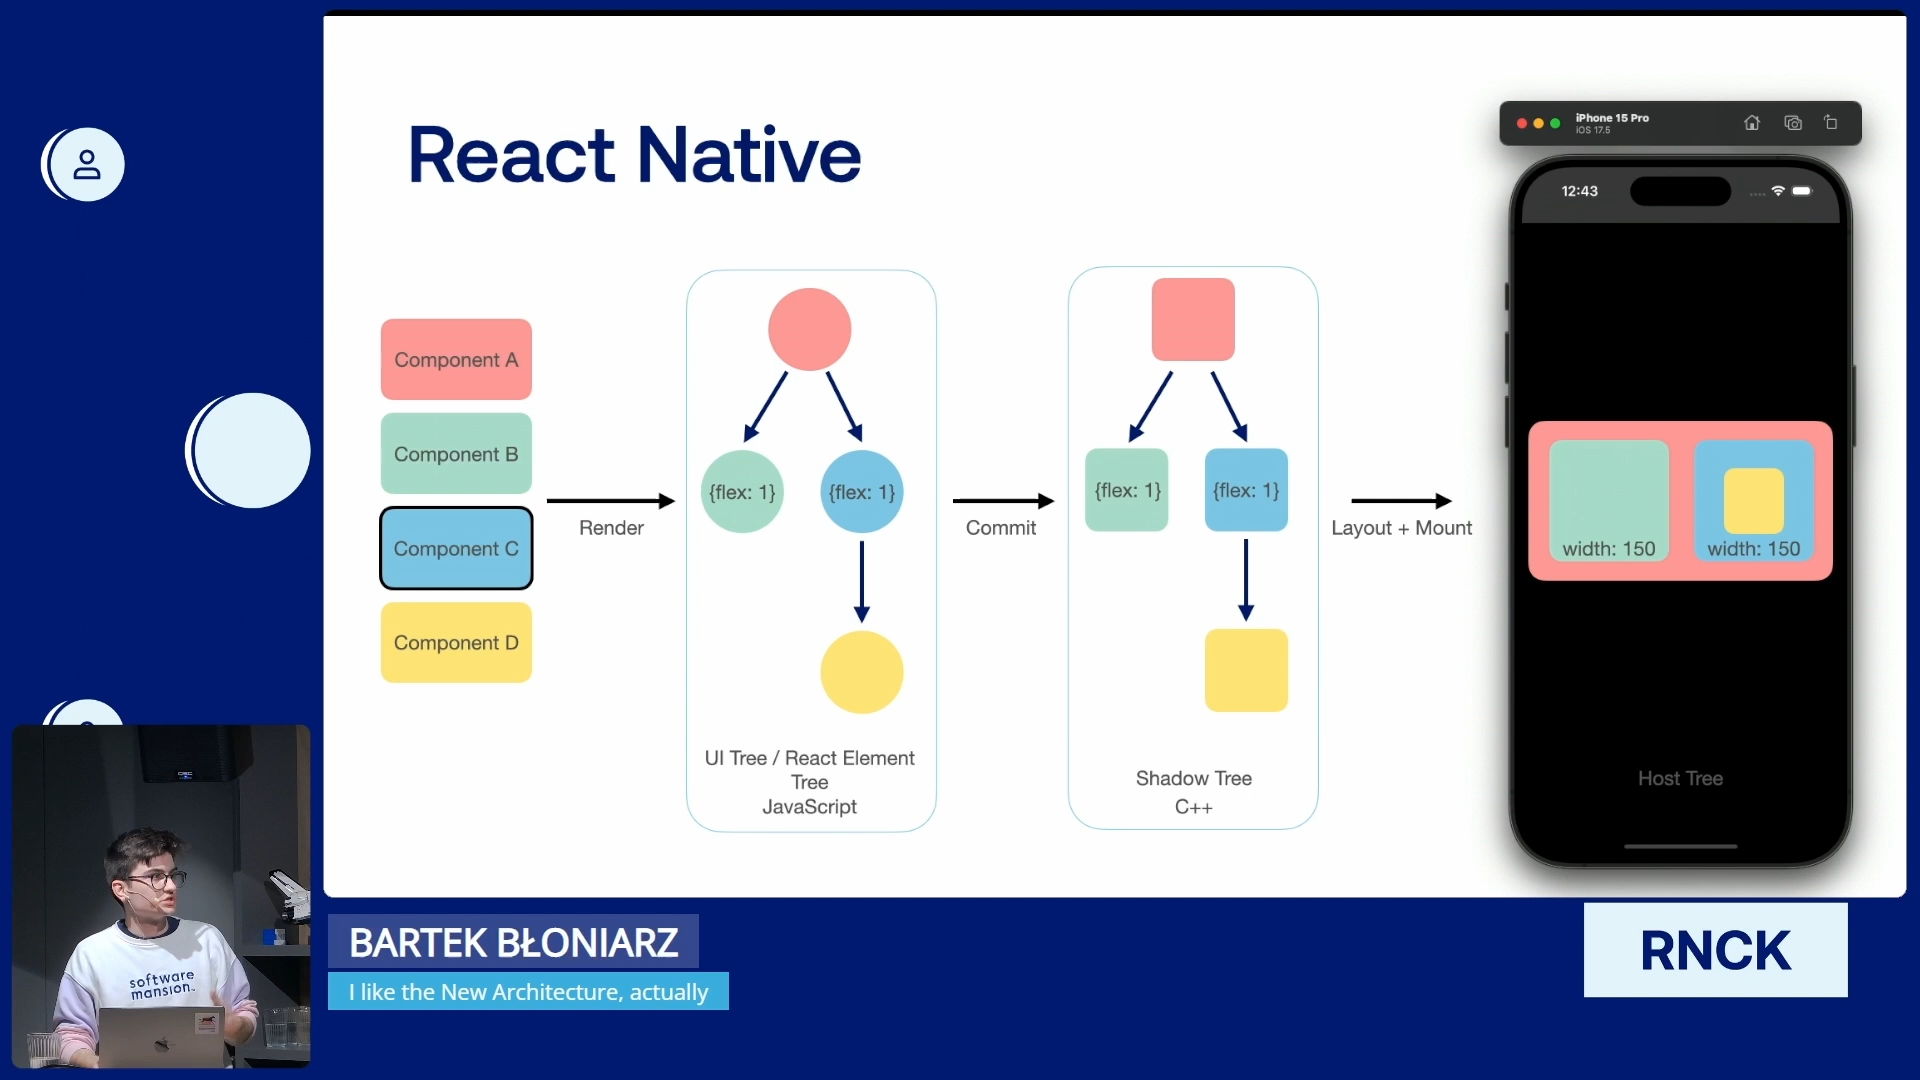 React Native
Component A
Component B
Component C
Component D
Render
{flex: 1}
{flex: 1}
UI Tree / React Element
Tree
JavaScript
Commit
{flex: 1}
{flex: 1}
Shadow Tree
C++
Layout + Mount
iPhone 15 Pro
iOS 17.5
12:43
width: 150
width: 150
Host Tree
software
mansion
BARTEK BŁONIARZ
I like the New Architecture, actually
RNCK